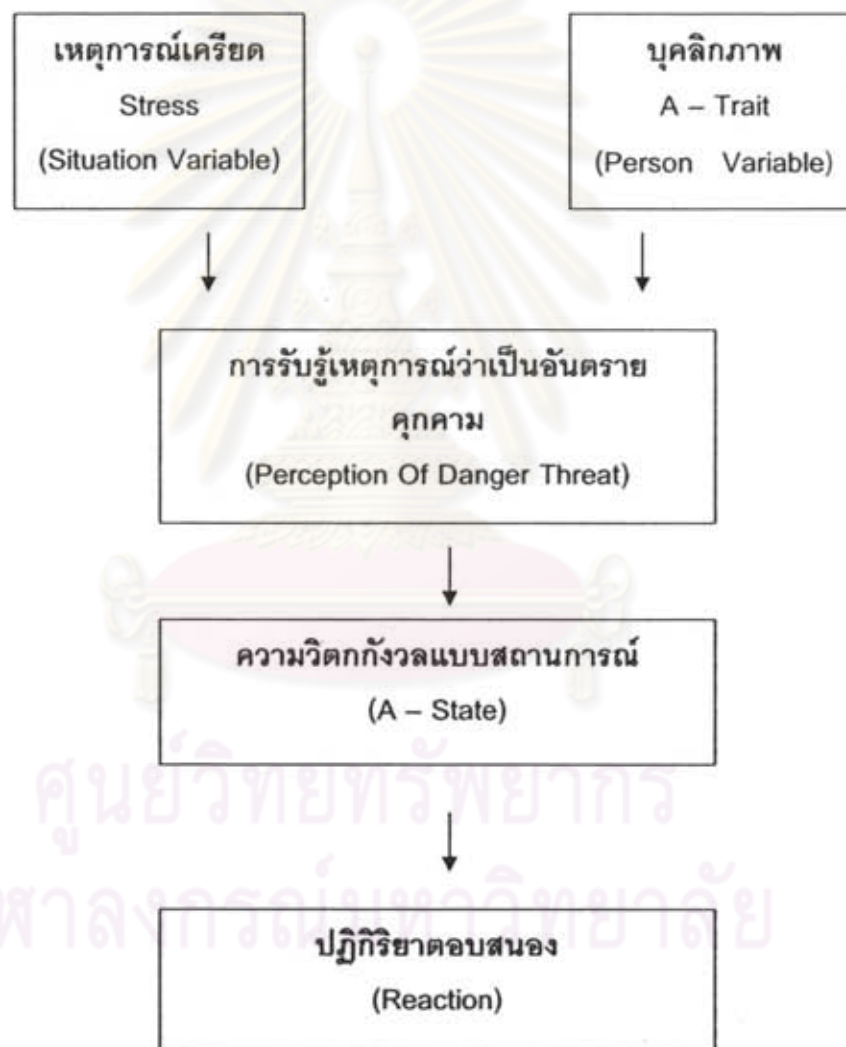 เหตุการณ์เครียด
Stress
(Situation Variable)
บุคลิกภาพ
A – Trait
(Person Variable)
การรับรู้เหตุการณ์ว่าเป็นอันตราย
คุกคาม
(Perception Of Danger Threat)
ความวิตกกังวลแบบสถานการณ์
(A – State)
ศูนย์วิทยทรัพยากร
ฬาลงกรณ์มหาวิทยาลัย
ปฏิกิริยาตอบสนอง
(Reaction)